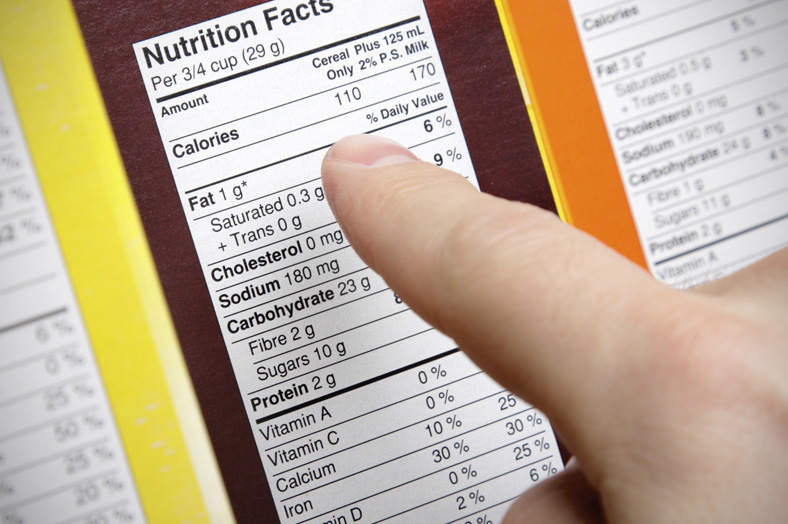 Nutrition Facts
Per 3/4 cup (29 g)
Cereal Plus 125 mL
Only 2% P.S. Milk
Amount
Calories 110 170
% Daily Value
Fat 1 g* 6 %
Saturated 0.3 g 9 %
+ Trans 0 g
Cholesterol 0 mg
Sodium 180 mg
Carbohydrate 23 g
Fibre 2 g
Sugars 10 g
Protein 2 g
Vitamin A 0 %
Vitamin C 0 %
Calcium 10 % 25
Iron 30 % 30 %
min D 0 % 25 %
2 % 6 %
6 %
0 %
25 %
50 %
25 %
20 %
Calories
Fat 3 g*
Saturated 0.5 g
+ Trans 0 g
Cholesterol 0 mg
Sodium 190 mg
Carbohydrate 24 g
Fibre 1 g
Sugars 11 g
Protein 2 g
Vitamin A